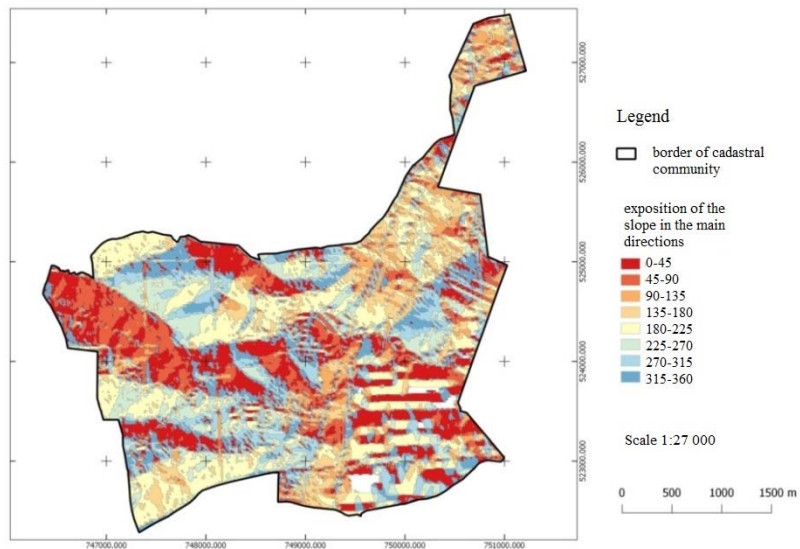 527000,000
526000,000
525000,000
524000,000
523000,000
747000,000
748000,000
749000,000
750000,000
751000,000
Legend
border of cadastral
community
exposition of the
slope in the main
directions
0-45
45-90
90-135
135-180
180-225
225-270
270-315
315-360
Scale 1:27 000
0 500 1000 1500 m